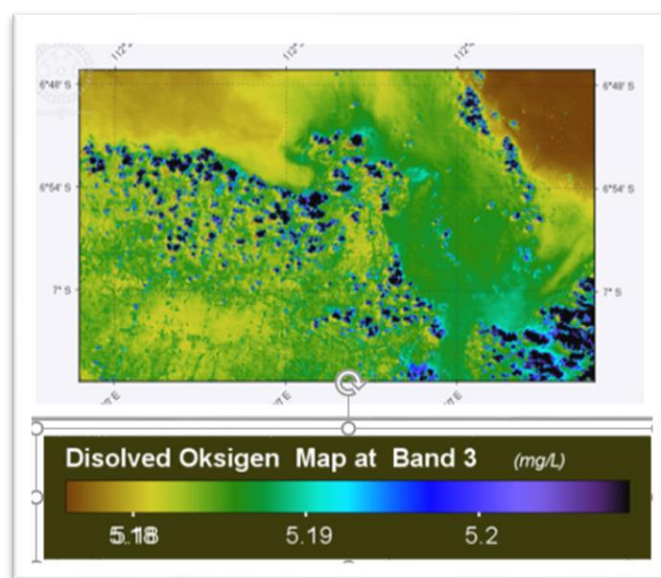 6°48' S
6°48' S
6°54' S
6°54' S
7° S
7° S
Disolved Oksigen Map at Band 3 (mg/L)
5.18 5.19 5.2